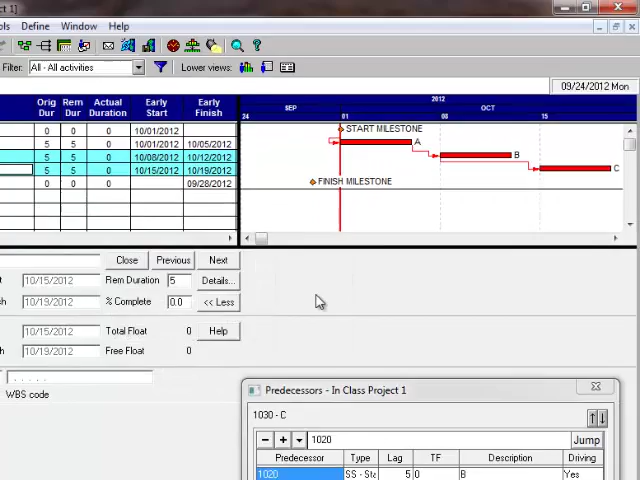 ct 1]
ols Define Window Help
Filter: All - All activities Lower views:
09/24/2012 Mon
Orig Dur Rem Dur Actual Duration Early Start Early Finish
2012
SEP OCT
24 01 08 15
0 0 0 10/01/2012 START MILESTONE
5 5 0 10/01/2012 10/05/2012 A
5 5 0 10/08/2012 10/12/2012 B
5 5 0 10/15/2012 10/19/2012 C
0 0 0 09/28/2012 FINISH MILESTONE
Close Previous Next
t 10/15/2012 Rem Duration 5 Details...
sh 10/19/2012 % Complete 0.0 << Less
t 10/15/2012 Total Float 0 Help
sh 10/19/2012 Free Float 0
. . . . .
WBS code
Predecessors - In Class Project 1
1030 - C
1020 Jump
Predecessor Type Lag TF Description Driving
1020 SS - Sta 5 0 B Yes